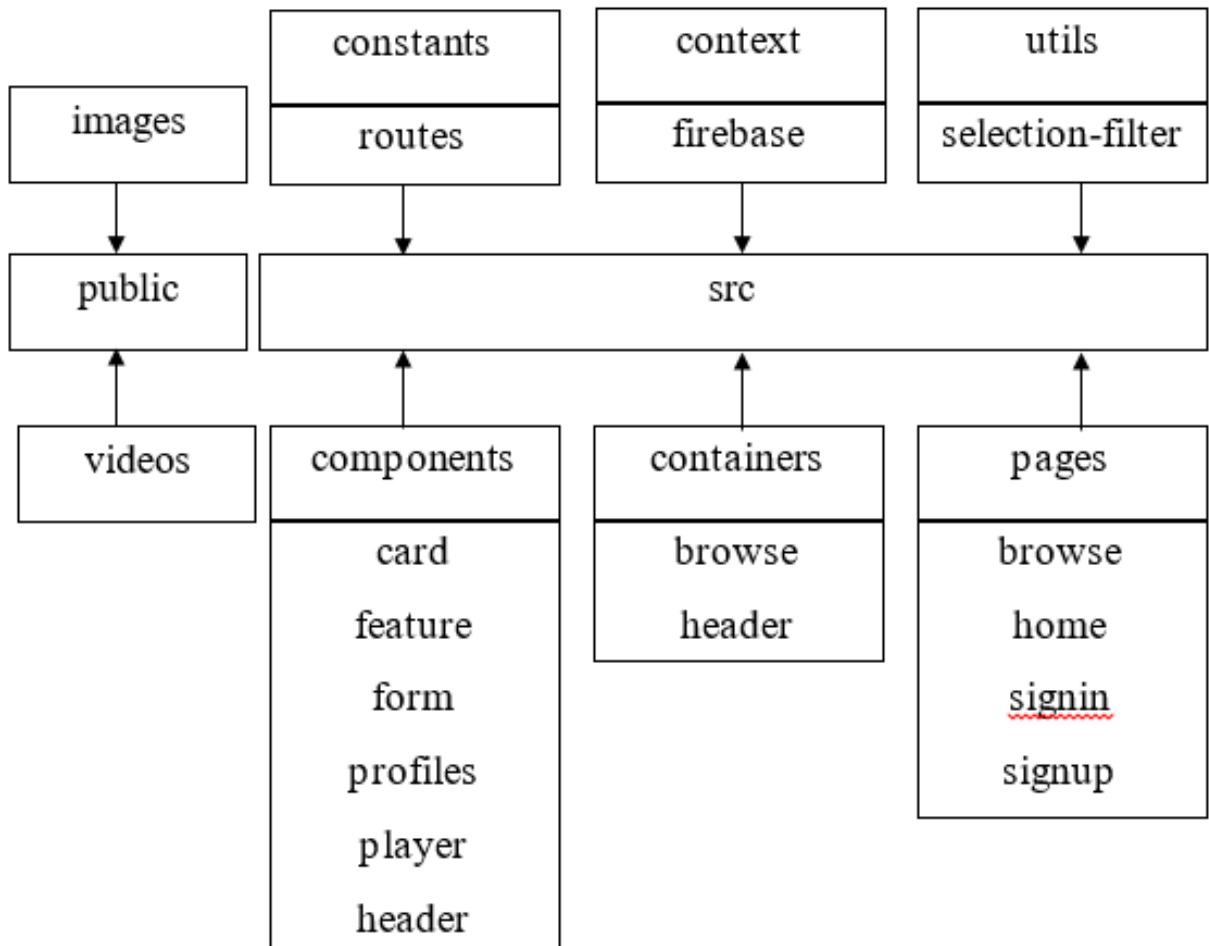 constants
context
utils
images
routes
firebase
selection-filter
public
src
videos
components
containers
pages
card
browse
browse
feature
header
home
form
signin
profiles
signup
player
header